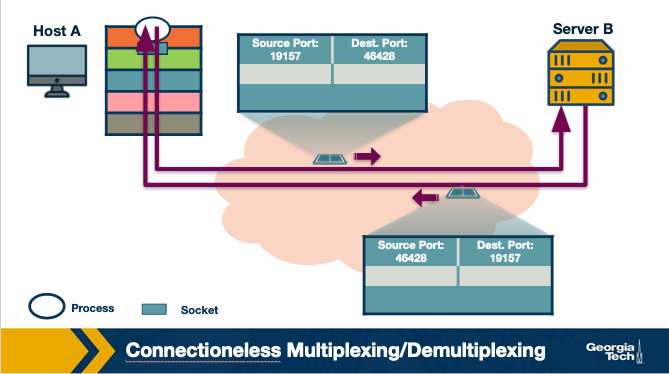 Host A
Server B
Source Port:
19157
Dest. Port:
46428
Source Port:
46428
Dest. Port:
19157
Process
Socket
Connectioneless Multiplexing/Demultiplexing
Georgia
Tech